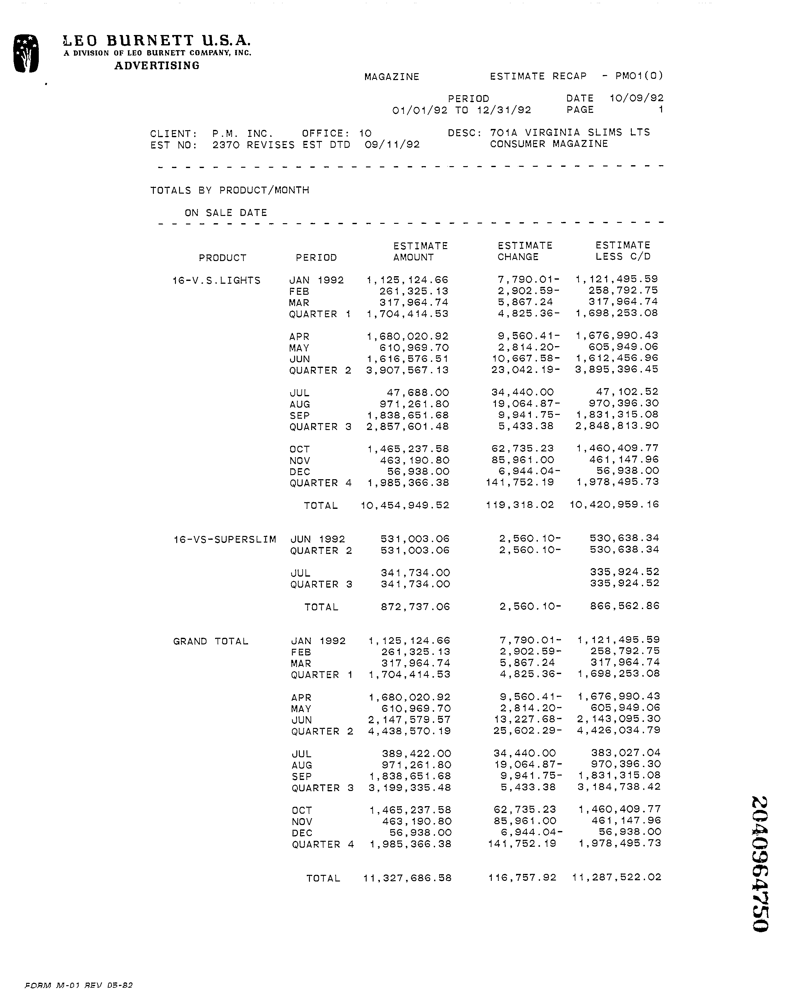 LEO BURNETT U.S.A.
A DIVISION OF LEO BURNETT COMPANY, INC.
ADVERTISING
MAGAZINE ESTIMATE RECAP - PM01(0)
PERIOD DATE 10/09/92
01/01/92 TO 12/31/92 PAGE 1
CLIENT: P.M. INC. OFFICE: 10 DESC: 701A VIRGINIA SLIMS LTS
EST NO: 2370 REVISES EST DTD 09/11/92 CONSUMER MAGAZINE
TOTALS BY PRODUCT/MONTH
ON SALE DATE
ESTIMATE ESTIMATE ESTIMATE
PRODUCT PERIOD AMOUNT CHANGE LESS C/D
16-V.S.LIGHTS JAN 1992 1,125,124.66 7,790.01- 1,121,495.59
FEB 261,325.13 2,902.59- 258,792.75
MAR 317,964.74 5,867.24 317,964.74
QUARTER 1 1,704,414.53 4,825.36- 1,698,253.08
APR 1,680,020.92 9,560.41- 1,676,990.43
MAY 610,969.70 2,814.20- 605,949.06
JUN 1,616,576.51 10,667.58- 1,612,456.96
QUARTER 2 3,907,567.13 23,042.19- 3,895,396.45
JUL 47,688.00 34,440.00 47,102.52
AUG 971,261.80 19,064.87- 970,396.30
SEP 1,838,651.68 9,941.75- 1,831,315.08
QUARTER 3 2,857,601.48 5,433.38 2,848,813.90
OCT 1,465,237.58 62,735.23 1,460,409.77
NOV 463,190.80 85,961.00 461,147.96
DEC 56,938.00 6,944.04- 56,938.00
QUARTER 4 1,985,366.38 141,752.19 1,978,495.73
TOTAL 10,454,949.52 119,318.02 10,420,959.16
16-VS-SUPERSLIM JUN 1992 531,003.06 2,560.10- 530,638.34
QUARTER 2 531,003.06 2,560.10- 530,638.34
JUL 341,734.00 335,924.52
QUARTER 3 341,734.00 335,924.52
TOTAL 872,737.06 2,560.10- 866,562.86
GRAND TOTAL JAN 1992 1,125,124.66 7,790.01- 1,121,495.59
FEB 261,325.13 2,902.59- 258,792.75
MAR 317,964.74 5,867.24 317,964.74
QUARTER 1 1,704,414.53 4,825.36- 1,698,253.08
APR 1,680,020.92 9,560.41- 1,676,990.43
MAY 610,969.70 2,814.20- 605,949.06
JUN 2,147,579.57 13,227.68- 2,143,095.30
QUARTER 2 4,438,570.19 25,602.29- 4,426,034.79
JUL 389,422.00 34,440.00 383,027.04
AUG 971,261.80 19,064.87- 970,396.30
SEP 1,838,651.68 9,941.75- 1,831,315.08
QUARTER 3 3,199,335.48 5,433.38 3,184,738.42
OCT 1,465,237.58 62,735.23 1,460,409.77
NOV 463,190.80 85,961.00 461,147.96
DEC 56,938.00 6,944.04- 56,938.00
QUARTER 4 1,985,366.38 141,752.19 1,978,495.73
TOTAL 11,327,686.58 116,757.92 11,287,522.02
2040964750
FORM M-01 REV 05-82